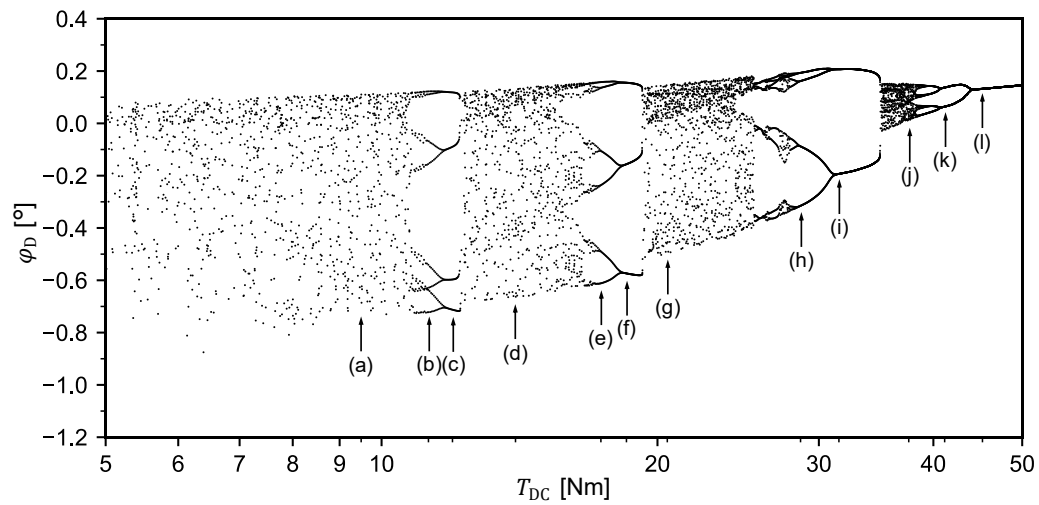 0.4
0.2
0.0
−0.2
−0.4
−0.6
−0.8
−1.0
−1.2
φD [º]
(a)
(b)
(c)
(d)
(e)
(f)
(g)
(h)
(i)
(j)
(k)
(l)
5 6 7 8 9 10 20 30 40 50
TDC [Nm]